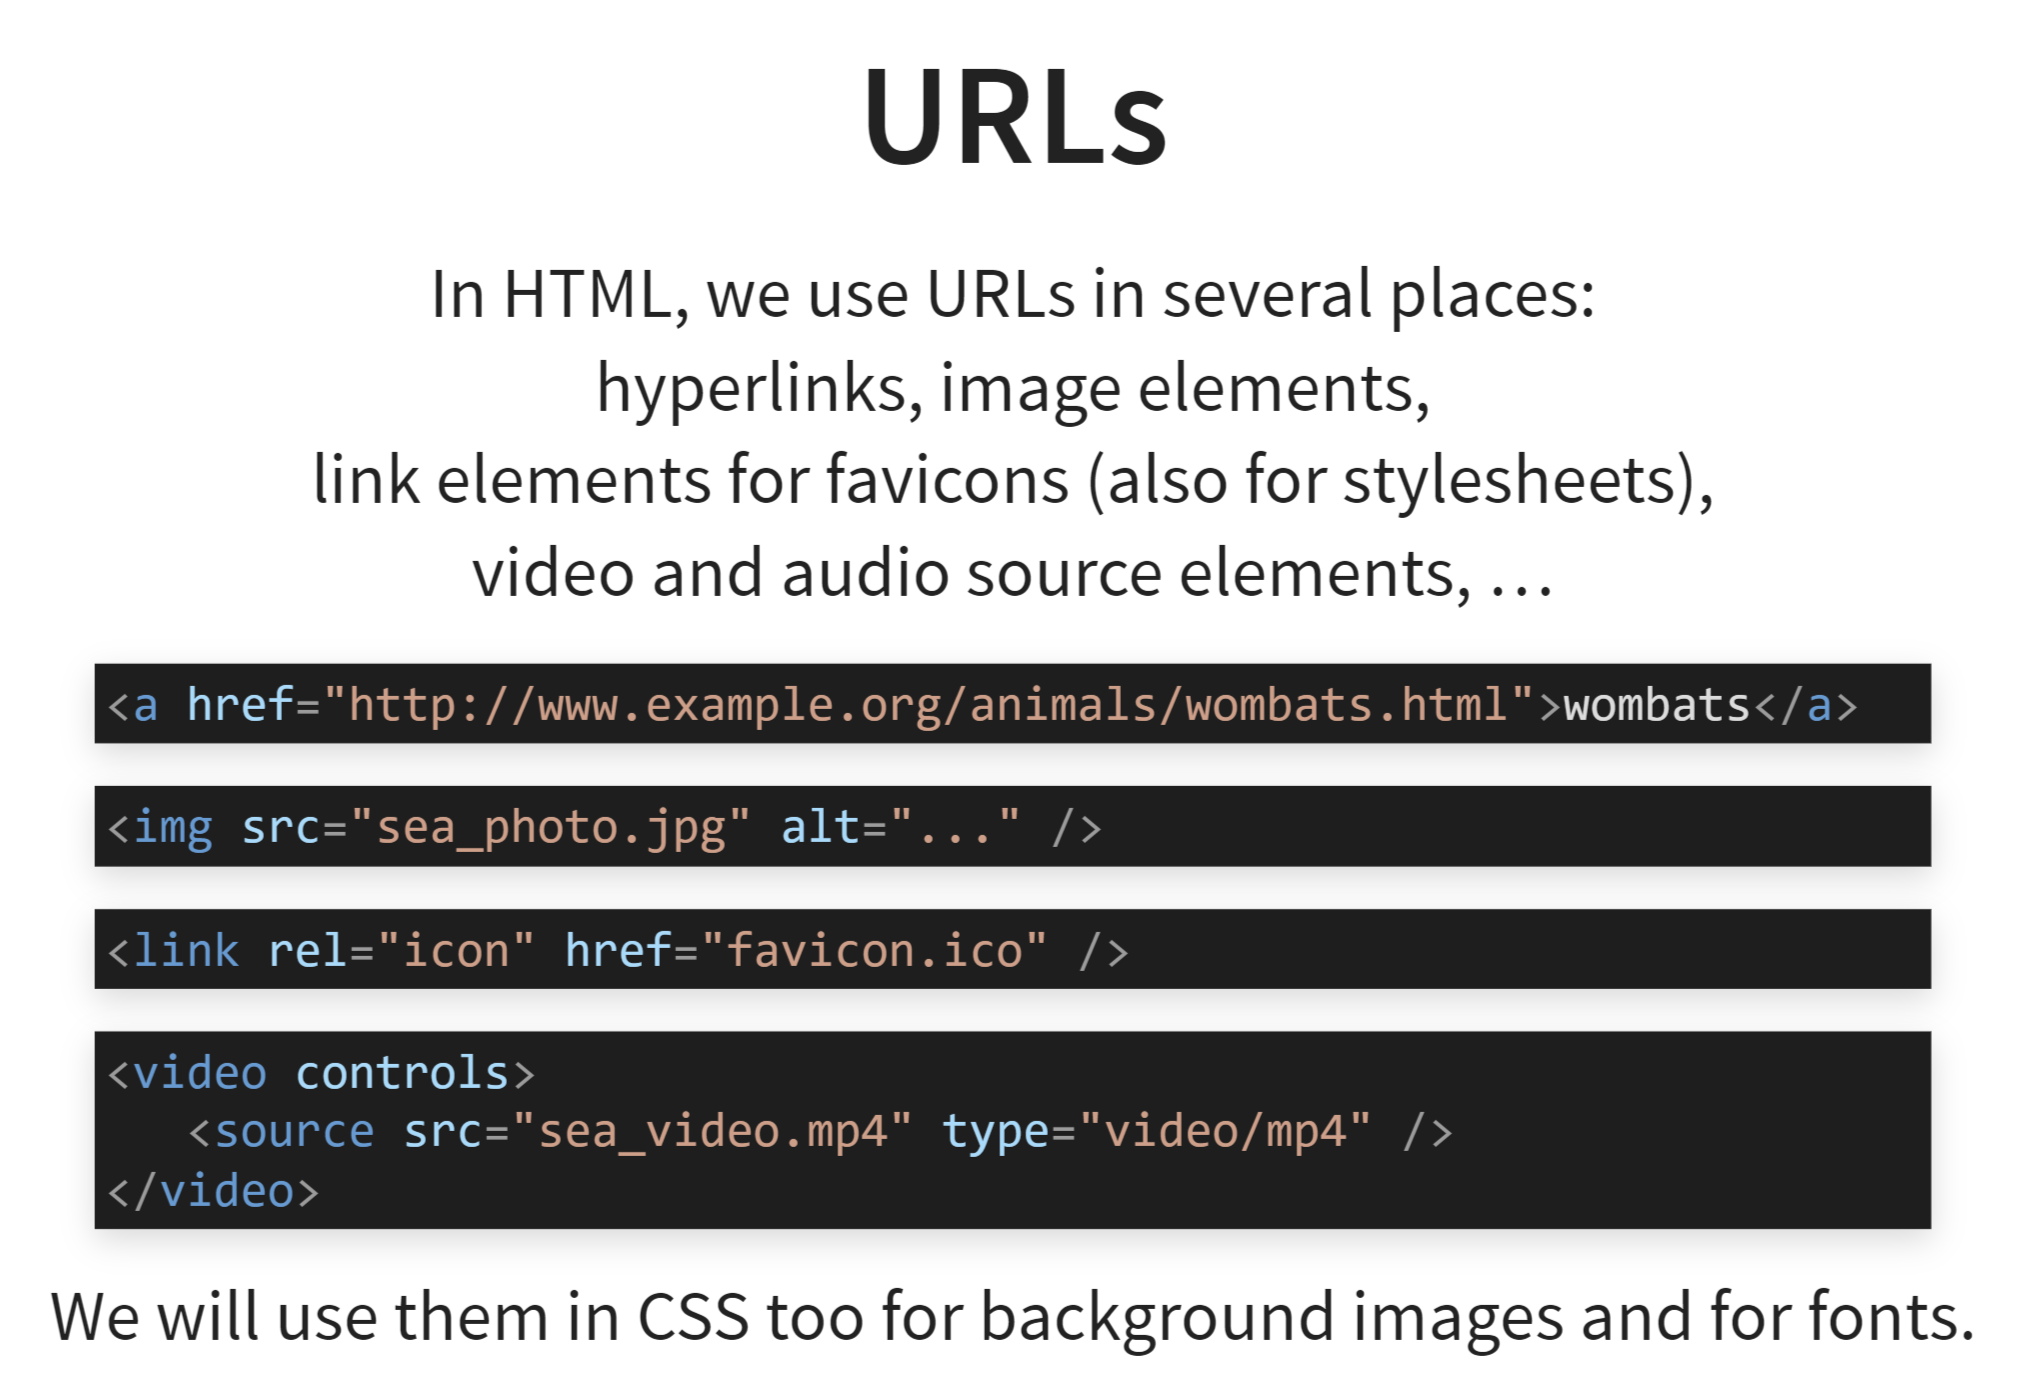 URLs
In HTML, we use URLs in several places:
hyperlinks, image elements,
link elements for favicons (also for stylesheets),
video and audio source elements, …
<a href="http://www.example.org/animals/wombats.html">wombats</a>
<img src="sea_photo.jpg" alt="..." />
<link rel="icon" href="favicon.ico" />
<video controls>
   <source src="sea_video.mp4" type="video/mp4" />
</video>
We will use them in CSS too for background images and for fonts.